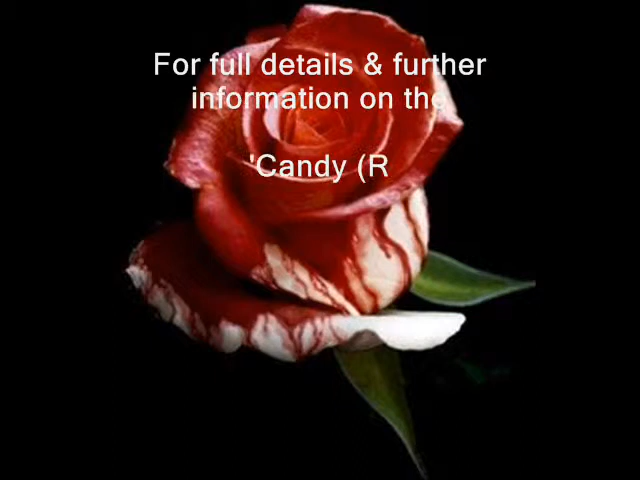 For full details & further
information on the
'Candy (R